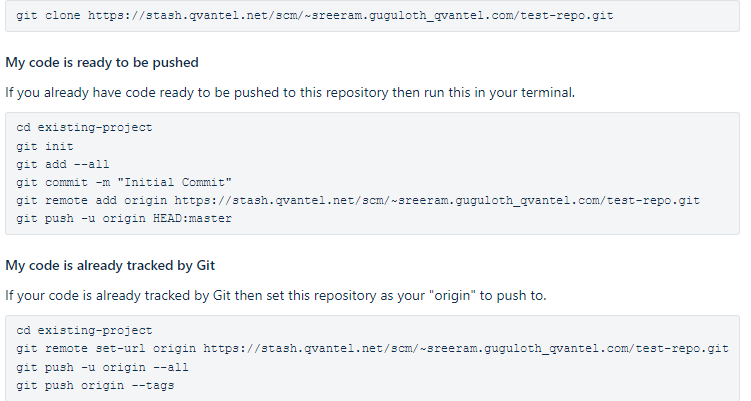 git clone https://stash.qvantel.net/scm/~sreeram.guguloth_qvantel.com/test-repo.git
My code is ready to be pushed
If you already have code ready to be pushed to this repository then run this in your terminal.
cd existing-project
git init
git add --all
git commit -m "Initial Commit"
git remote add origin https://stash.qvantel.net/scm/~sreeram.guguloth_qvantel.com/test-repo.git
git push -u origin HEAD:master
My code is already tracked by Git
If your code is already tracked by Git then set this repository as your "origin" to push to.
cd existing-project
git remote set-url origin https://stash.qvantel.net/scm/~sreeram.guguloth_qvantel.com/test-repo.git
git push -u origin --all
git push origin --tags